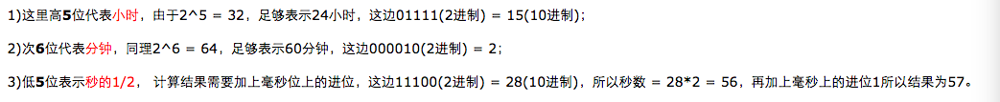 1)这里高5位代表小时，由于2^5 = 32，足够表示24小时，这边01111(2进制) = 15(10进制)；
2)次6位代表分钟，同理2^6 = 64，足够表示60分钟，这边000010(2进制) = 2；
3)低5位表示秒的1/2， 计算结果需要加上毫秒位上的进位，这边11100(2进制) = 28(10进制)，所以秒数 = 28*2 = 56，再加上毫秒上的进位1所以结果为57。